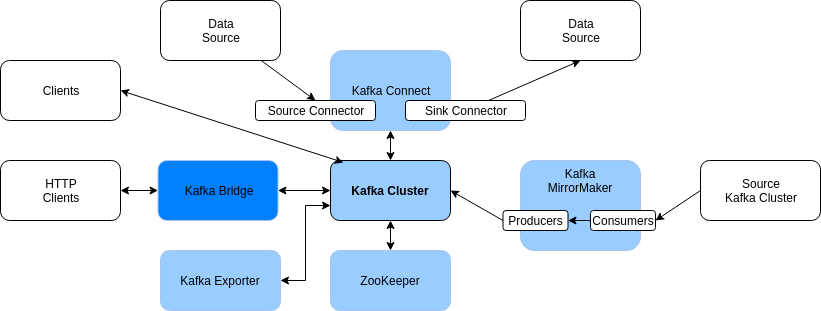 Data
Source
Data
Source
Clients
Kafka Connect
Source Connector
Sink Connector
HTTP
Clients
Kafka Bridge
Kafka Cluster
Kafka
MirrorMaker
Producers
Consumers
Source
Kafka Cluster
Kafka Exporter
ZooKeeper